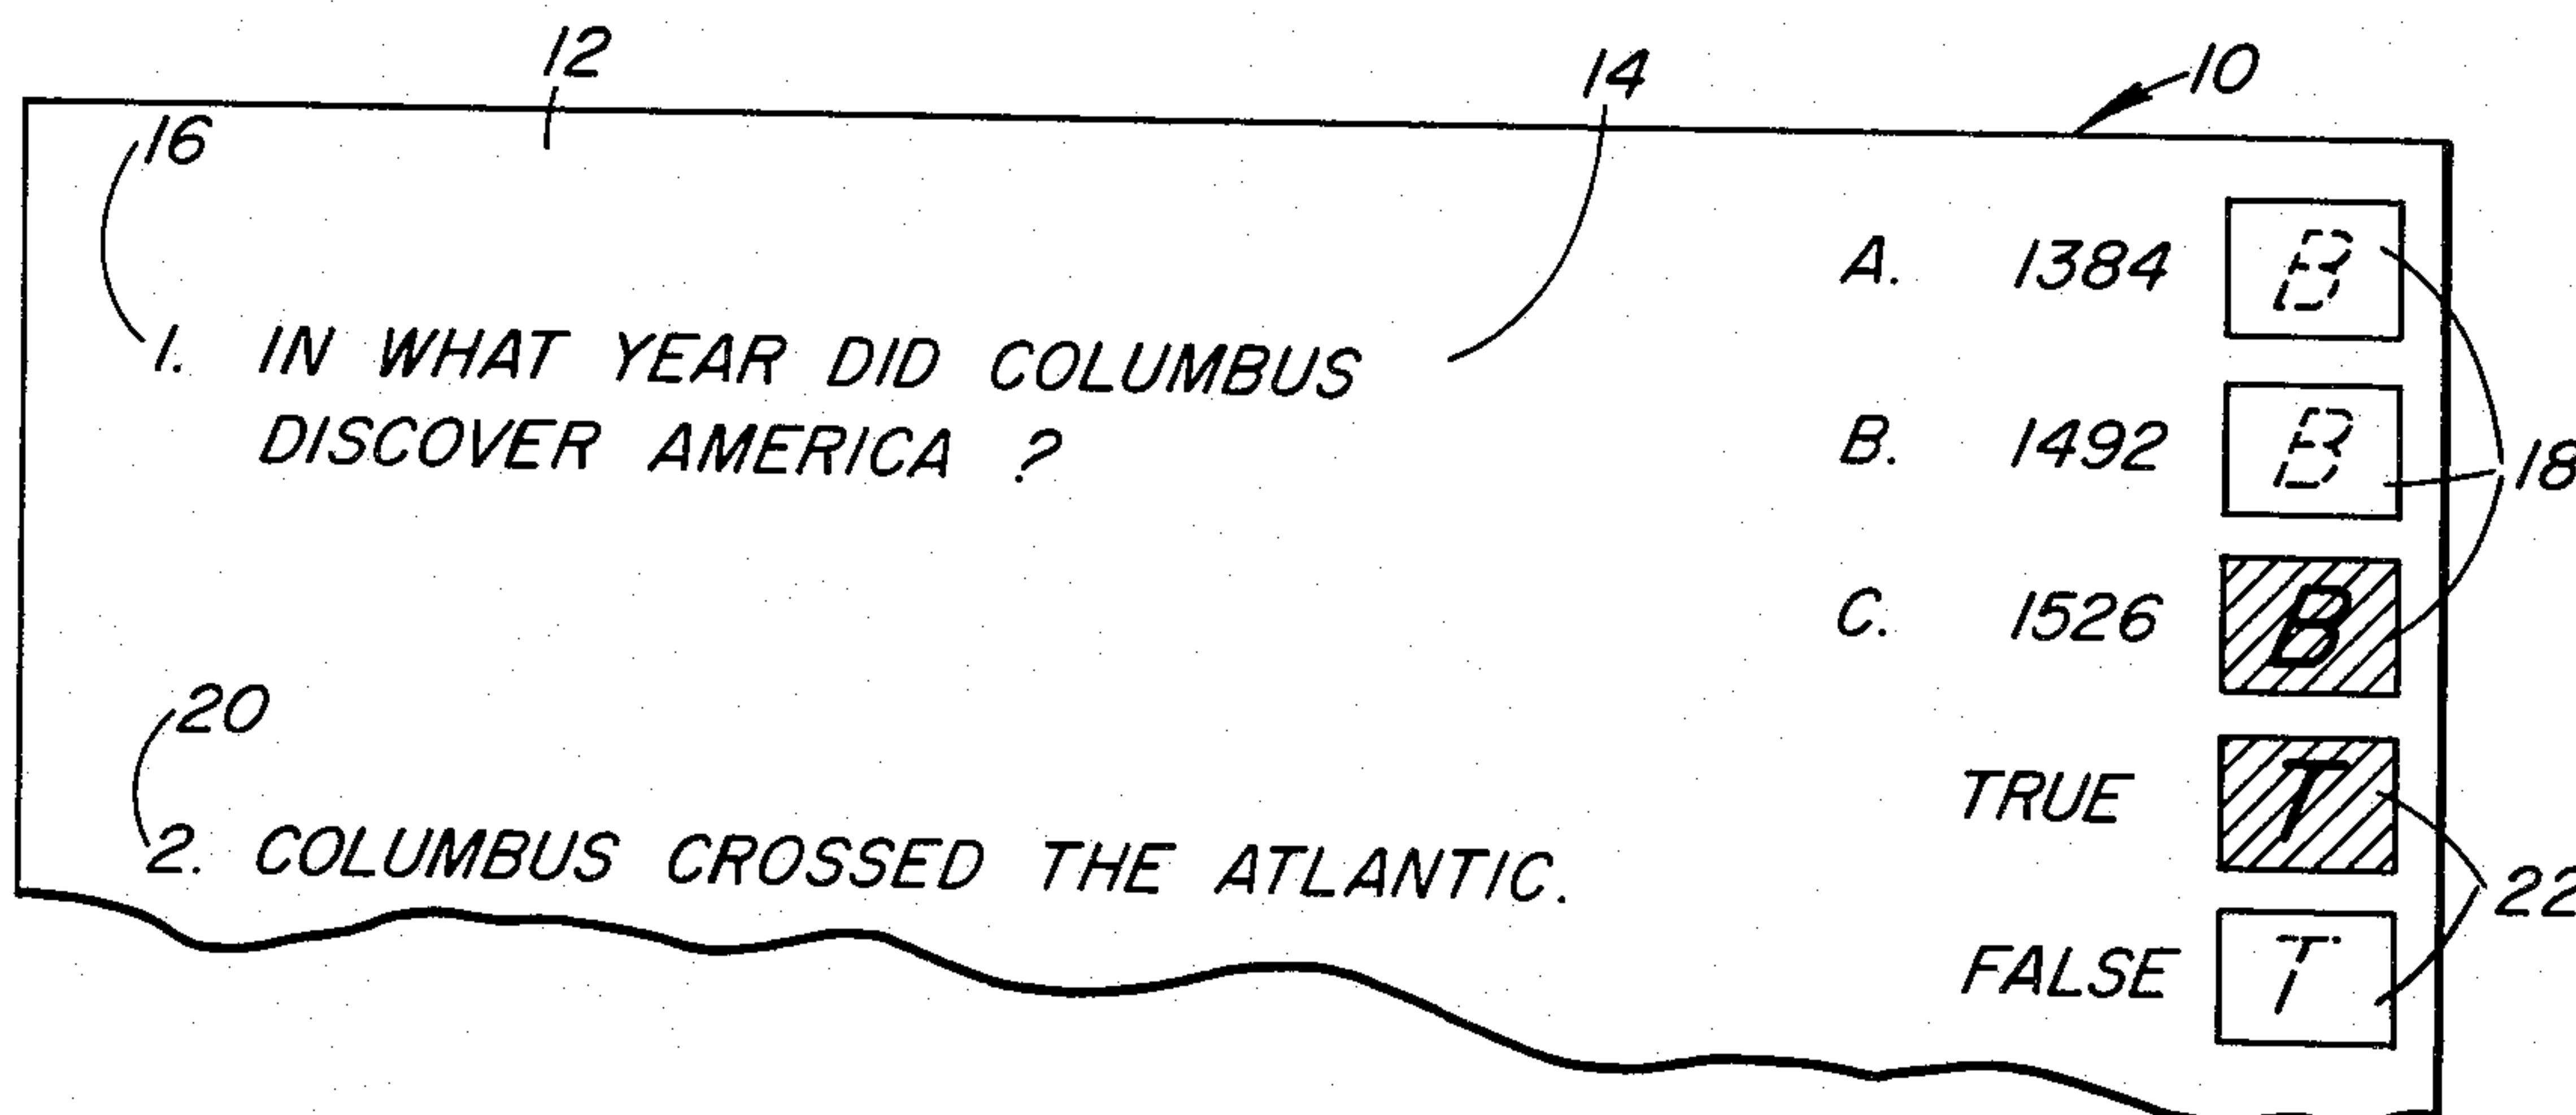 12
14
10
16
A. 1384 B
1. IN WHAT YEAR DID COLUMBUS
DISCOVER AMERICA ?
B. 1492 B
18
C. 1526 B
20
TRUE T
2. COLUMBUS CROSSED THE ATLANTIC.
22
FALSE T